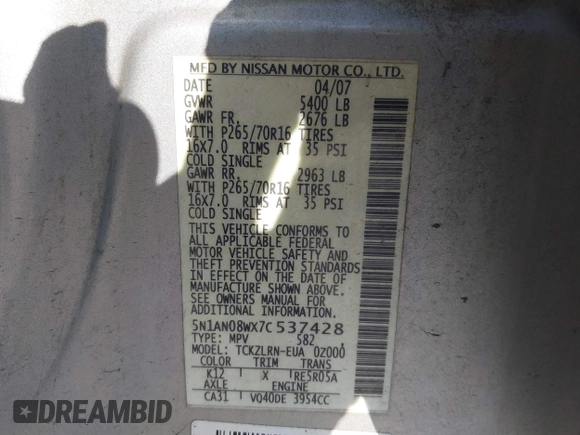 MFD BY NISSAN MOTOR CO., LTD.
DATE 04/07
GVWR 5400 LB
GAWR FR. 2676 LB
WITH P265/70R16 TIRES
16X7.0 RIMS AT 35 PSI
COLD SINGLE
GAWR RR. 2963 LB
WITH P265/70R16 TIRES
16X7.0 RIMS AT 35 PSI
COLD SINGLE
THIS VEHICLE CONFORMS TO
ALL APPLICABLE FEDERAL
MOTOR VEHICLE SAFETY AND
THEFT PREVENTION STANDARDS
IN EFFECT ON THE DATE OF
MANUFACTURE SHOWN ABOVE.
SEE OWNERS MANUAL FOR
ADDITIONAL INFORMATION.
5N1AN08WX7C537428
TYPE: MPV 582
MODEL: TCKZLRN-EUA 0Z000
COLOR TRIM TRANS
K12 X RE5R05A
AXLE ENGINE
CA31 VQ40DE 3954CC
AUTOHELPERBOT.COM